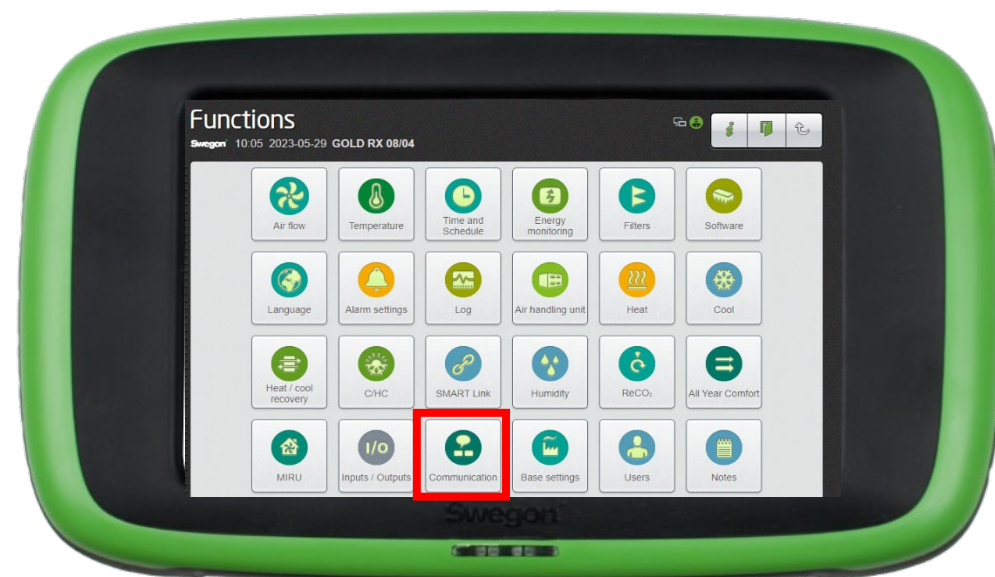 Functions
Swegon 10:05 2023-05-29 GOLD RX 08/04
Air flow
Temperature
Time and
Schedule
Energy
monitoring
Filters
Software
Language
Alarm settings
Log
Air handling unit
Heat
Cool
Heat / cool
recovery
C/HC
SMART Link
Humidity
ReCO₂
All Year Comfort
MIRU
I/O
Inputs / Outputs
Communication
Base settings
Users
Notes
Swegon